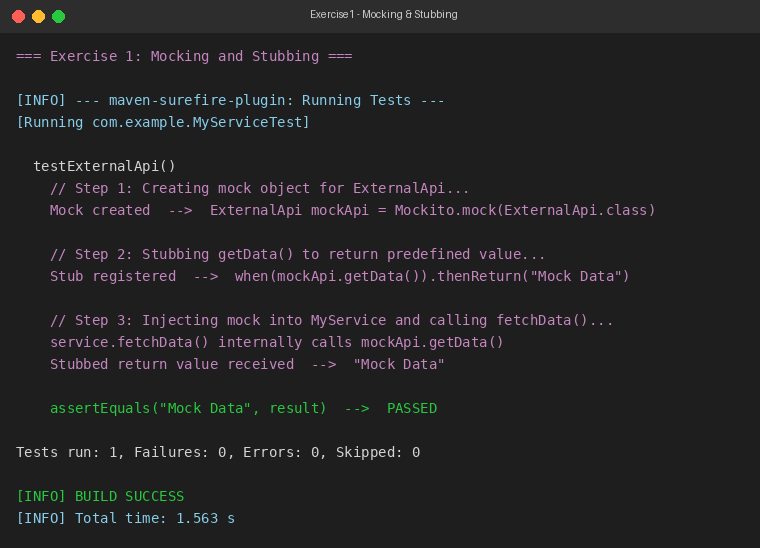 Exercise1 - Mocking & Stubbing
=== Exercise 1: Mocking and Stubbing ===
[INFO] --- maven-surefire-plugin: Running Tests ---
[Running com.example.MyServiceTest]
testExternalApi()
// Step 1: Creating mock object for ExternalApi...
Mock created  -->  ExternalApi mockApi = Mockito.mock(ExternalApi.class)
// Step 2: Stubbing getData() to return predefined value...
Stub registered  -->  when(mockApi.getData()).thenReturn("Mock Data")
// Step 3: Injecting mock into MyService and calling fetchData()...
service.fetchData() internally calls mockApi.getData()
Stubbed return value received  -->  "Mock Data"
assertEquals("Mock Data", result)  -->  PASSED
Tests run: 1, Failures: 0, Errors: 0, Skipped: 0
[INFO] BUILD SUCCESS
[INFO] Total time: 1.563 s